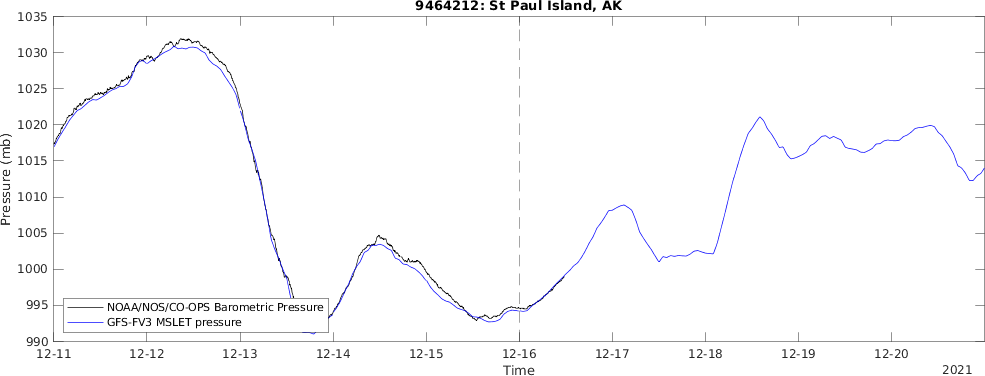 9464212: St Paul Island, AK
Pressure (mb)
1035
1030
1025
1020
1015
1010
1005
1000
995
990
NOAA/NOS/CO-OPS Barometric Pressure
GFS-FV3 MSLET pressure
12-11 12-12 12-13 12-14 12-15 12-16 12-17 12-18 12-19 12-20
Time
2021